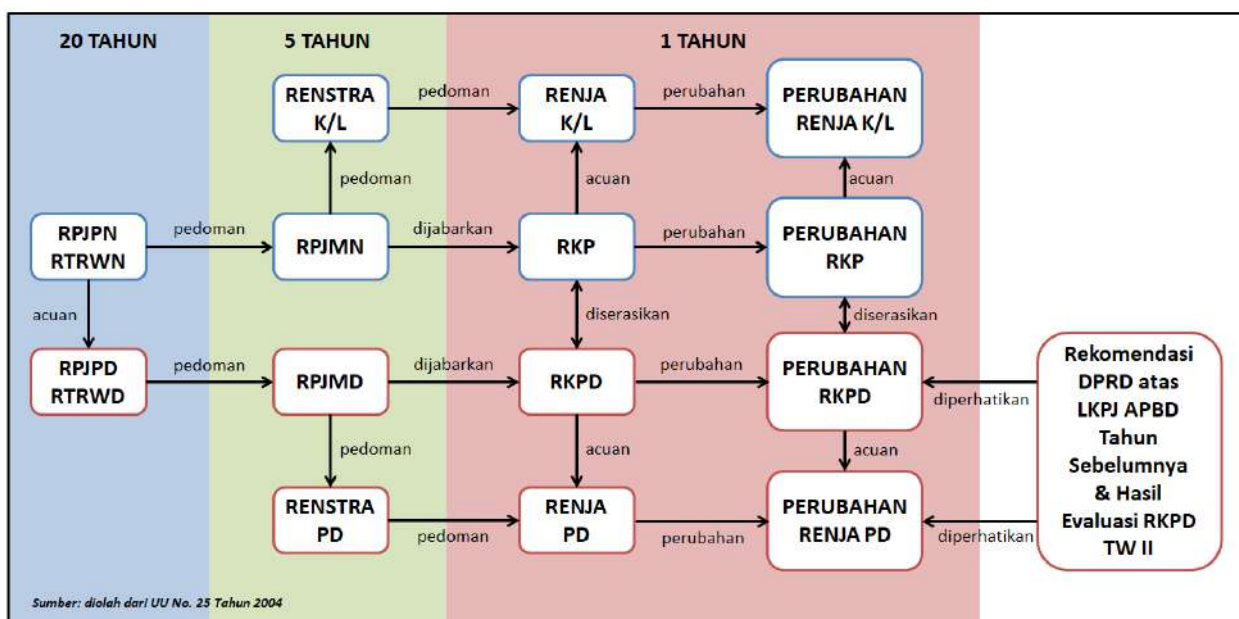 20 TAHUN
5 TAHUN
1 TAHUN
RENSTRA
K/L
pedoman
RENJA
K/L
perubahan
PERUBAHAN
RENJA K/L
pedoman
acuan
acuan
RPJPN
RTRWN
pedoman
RPJMN
dijabarkan
RKP
perubahan
PERUBAHAN
RKP
acuan
diserasikan
diserasikan
RPJPD
RTRWD
pedoman
RPJMD
dijabarkan
RKPD
perubahan
PERUBAHAN
RKPD
diperhatikan
Rekomendasi
DPRD atas
LKPJ APBD
Tahun
Sebelumnya
& Hasil
Evaluasi RKPD
TW II
pedoman
acuan
acuan
RENSTRA
PD
pedoman
RENJA
PD
perubahan
PERUBAHAN
RENJA PD
diperhatikan
Sumber: diolah dari UU No. 25 Tahun 2004